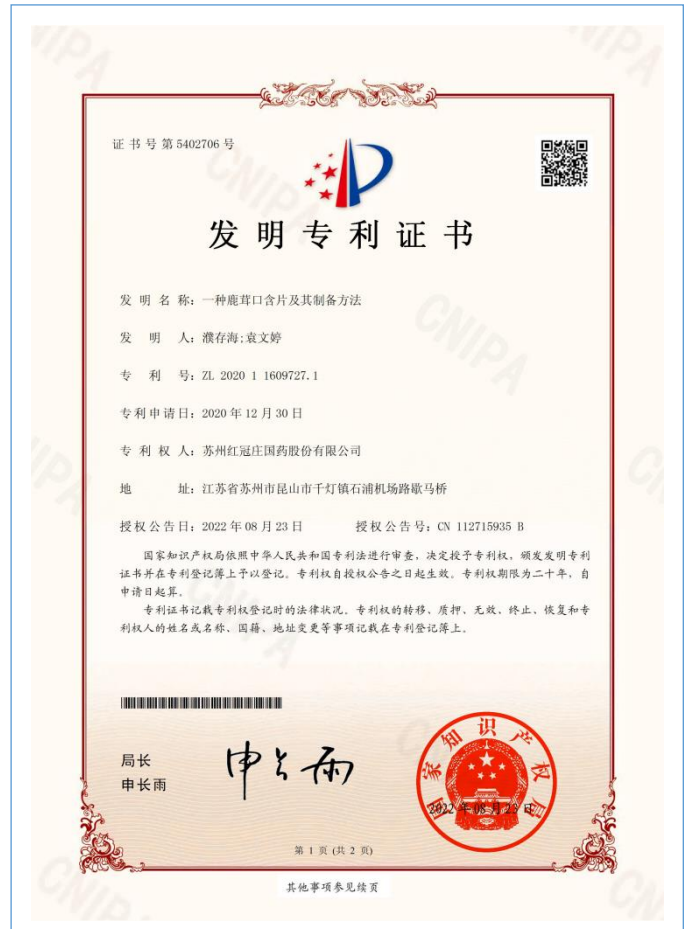 证书号第5402706号
发明专利证书
发明名称：一种鹿茸口含片及其制备方法
发明人：濮存海;袁文婷
专利号：ZL 2020 1 1609727.1
专利申请日：2020年12月30日
专利权人：苏州红冠庄国药股份有限公司
地址：江苏省苏州市昆山市千灯镇石浦机场路歇马桥
授权公告日：2022年08月23日 授权公告号：CN 112715935 B
国家知识产权局依照中华人民共和国专利法进行审查，决定授予专利权，颁发发明专利
证书并在专利登记簿上予以登记。专利权自授权公告之日起生效。专利权期限为二十年，自
申请日起算。
专利证书记载专利权登记时的法律状况。专利权的转移、质押、无效、终止、恢复和专
利权人的姓名或名称、国籍、地址变更等事项记载在专利登记簿上。
局长
申长雨
申长雨
国家知识产权局
2022年08月23日
第 1 页 (共 2 页)
其他事项参见续页
CNIPA
CNIPA
CNIPA
CNIPA
CNIPA